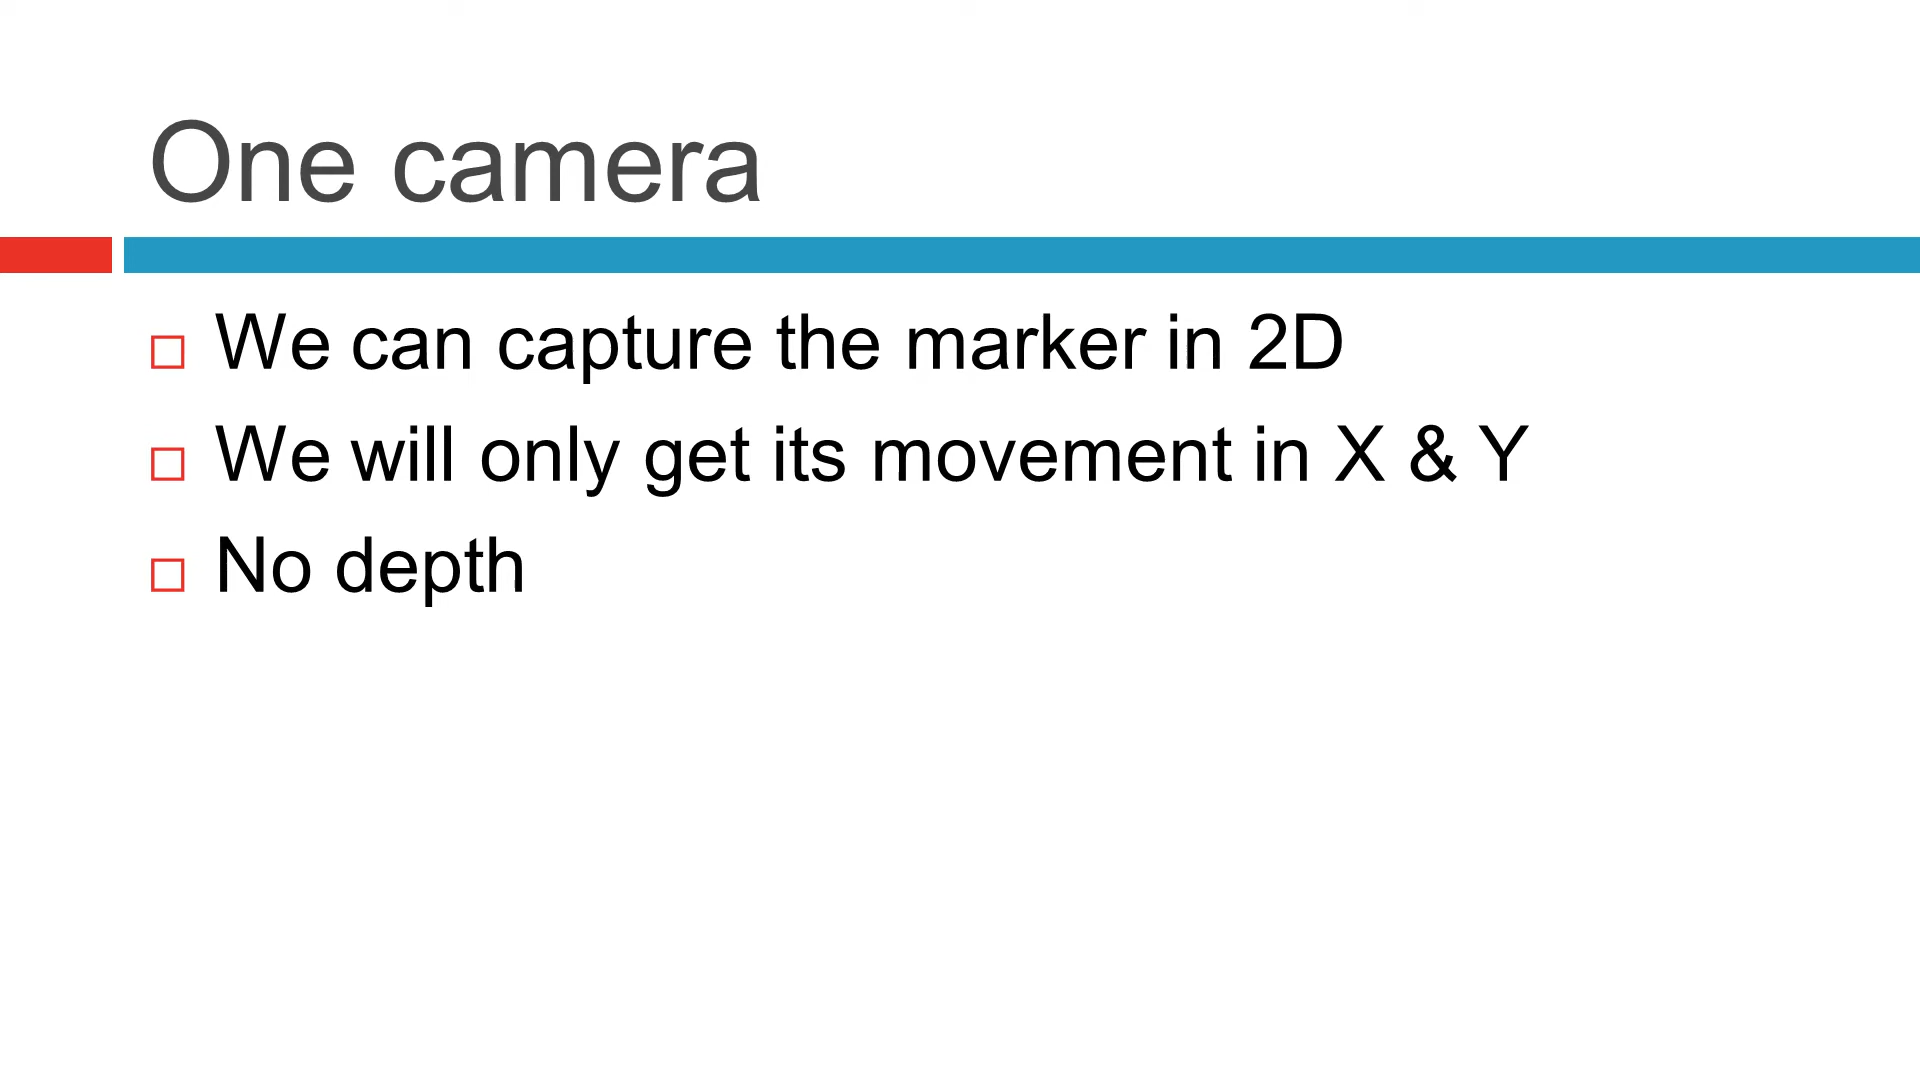 One camera
We can capture the marker in 2D
We will only get its movement in X & Y
No depth